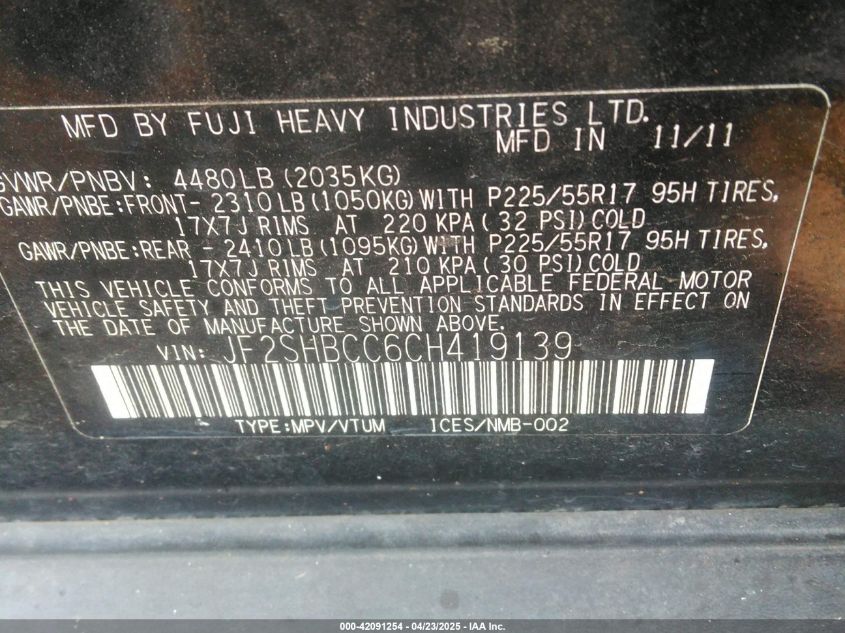 MFD BY FUJI HEAVY INDUSTRIES LTD.
MFD IN 11/11
GVWR/PNBV: 4480LB(2035KG)
GAWR/PNBE:FRONT- 2310LB(1050KG)WITH P225/55R17 95H TIRES,
17X7J RIMS AT 220 KPA( 32 PSI)COLD
GAWR/PNBE:REAR - 2410LB(1095KG)WITH P225/55R17 95H TIRES,
17X7J RIMS AT 210 KPA( 30 PSI)COLD
THIS VEHICLE CONFORMS TO ALL APPLICABLE FEDERAL MOTOR
VEHICLE SAFETY AND THEFT PREVENTION STANDARDS IN EFFECT ON
THE DATE OF MANUFACTURE SHOWN ABOVE.
VIN: JF2SHBCC6CH419139
TYPE:MPV/VTUM ICES/NMB-002
000-42091254 - 04/23/2025 - IAA Inc.